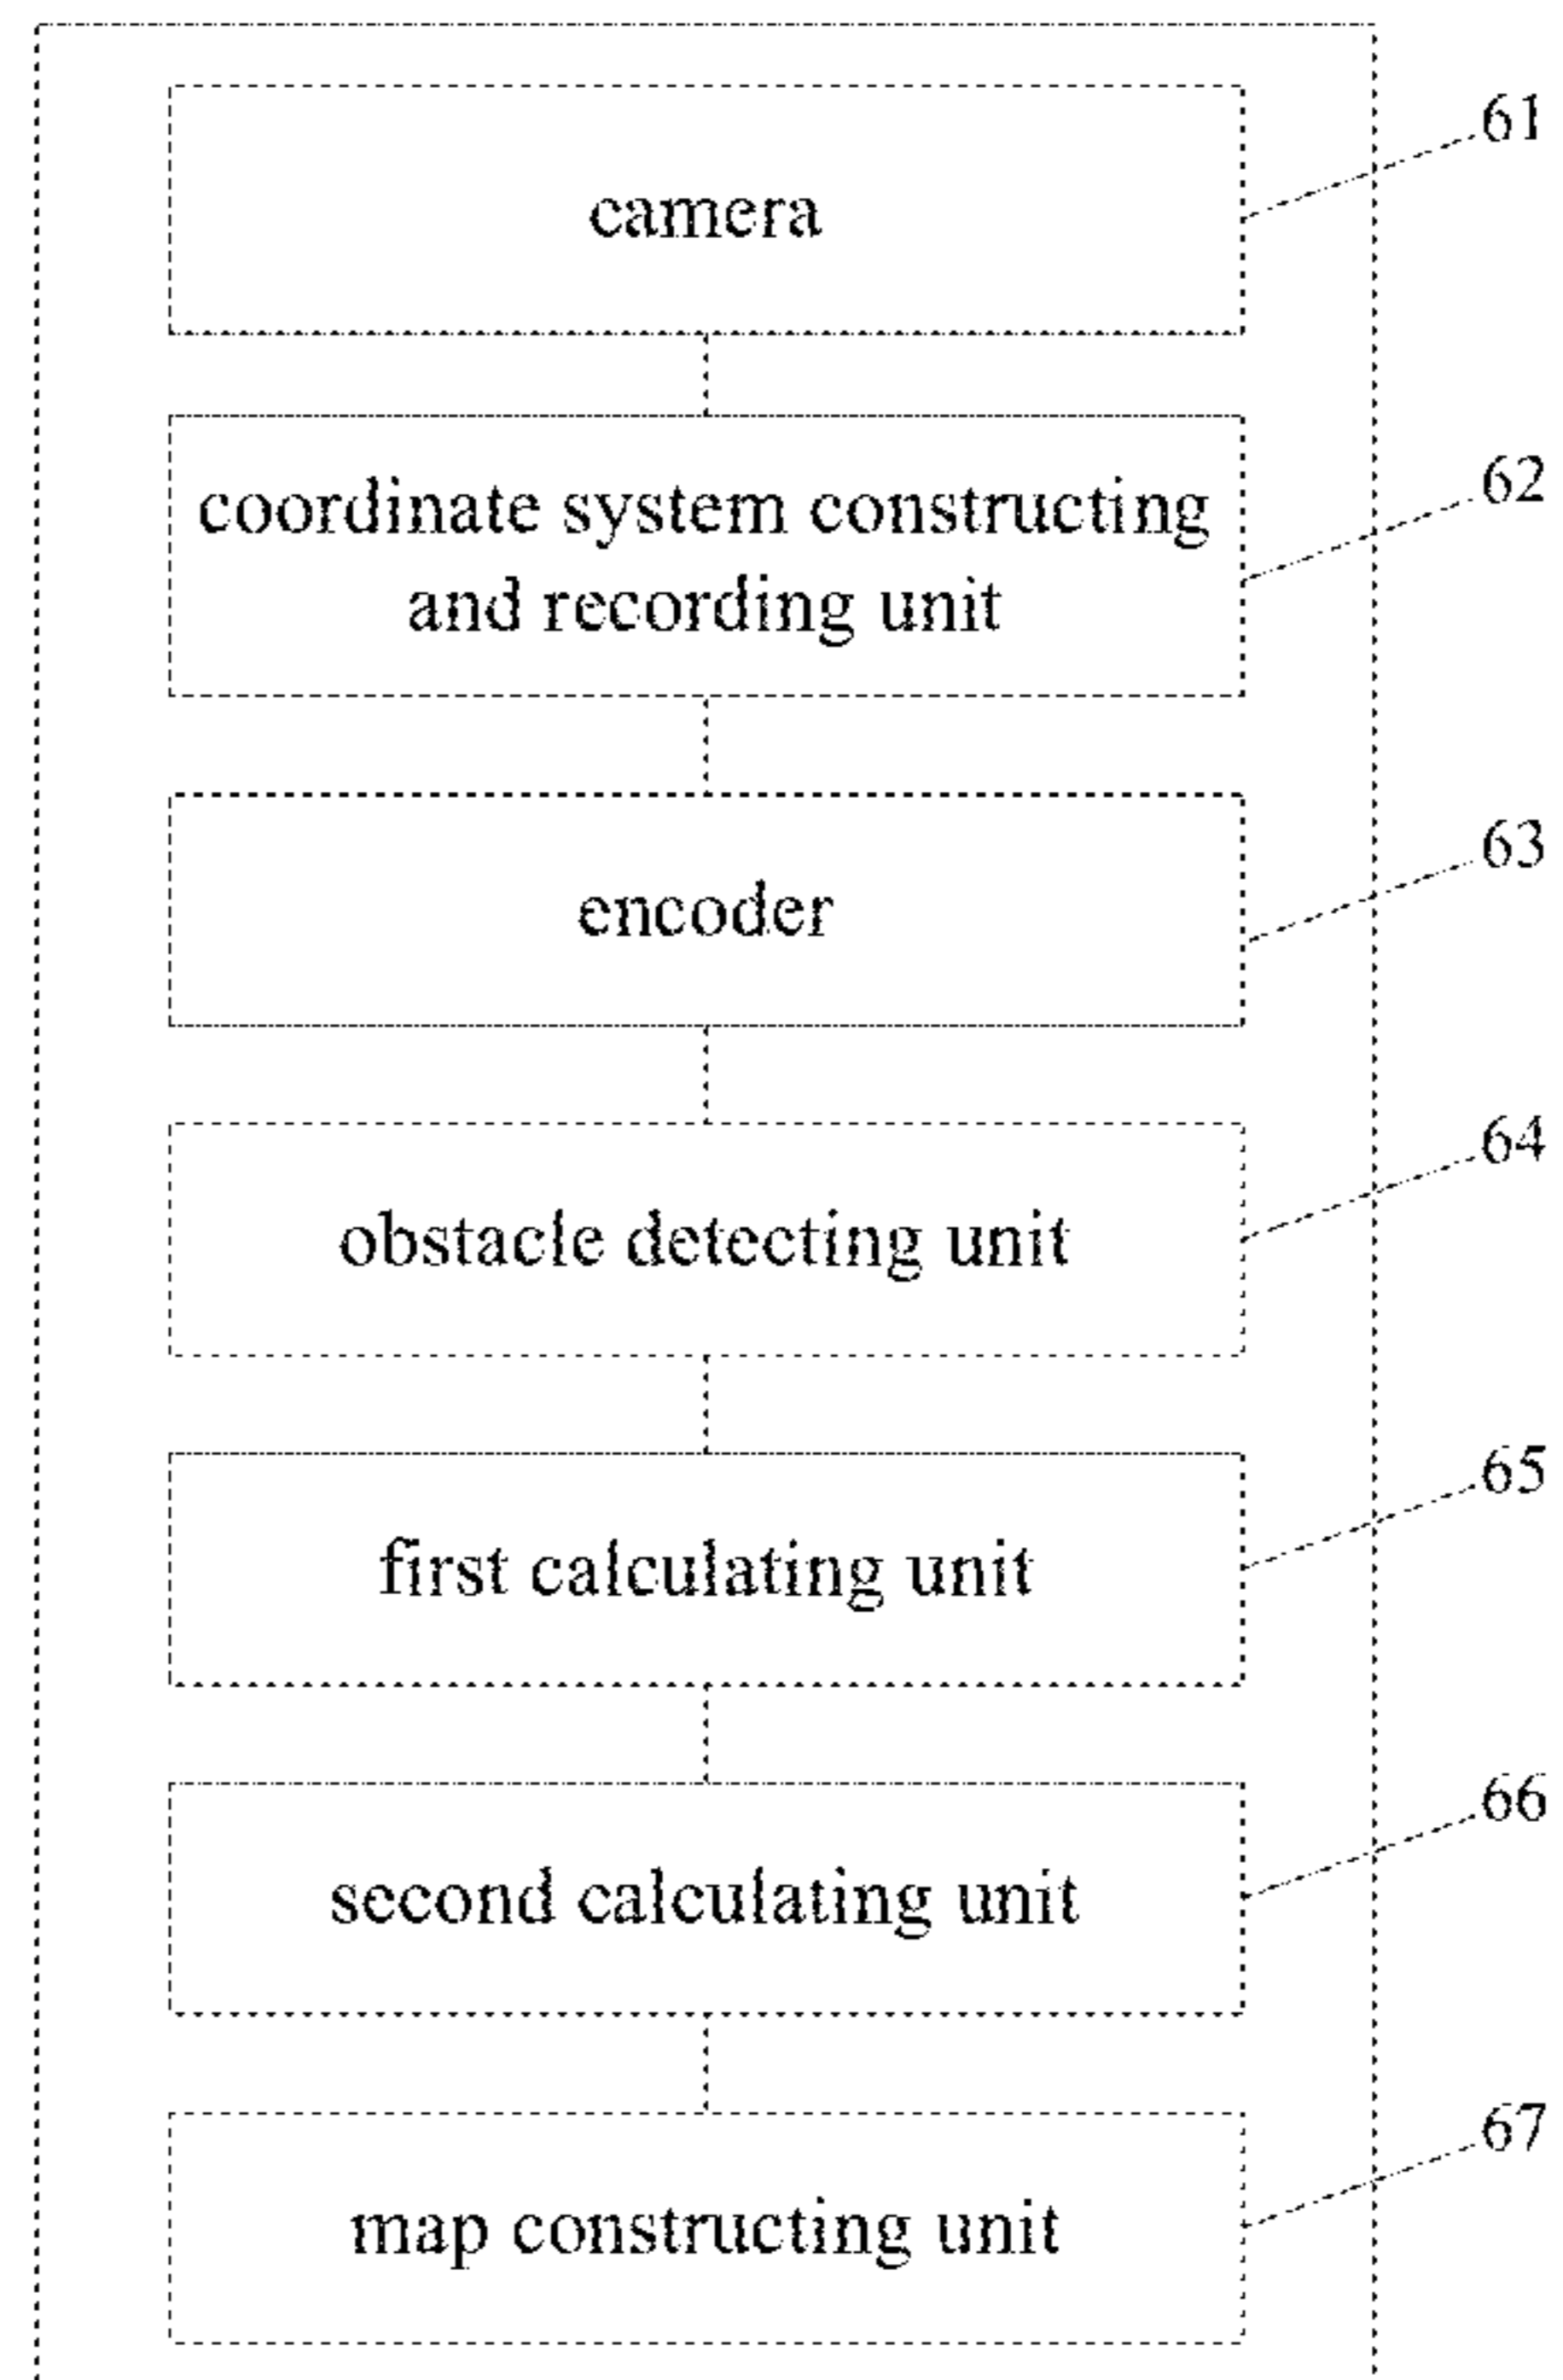 camera
61
coordinate system constructing
and recording unit
62
encoder
63
obstacle detecting unit
64
first calculating unit
65
second calculating unit
66
map constructing unit
67